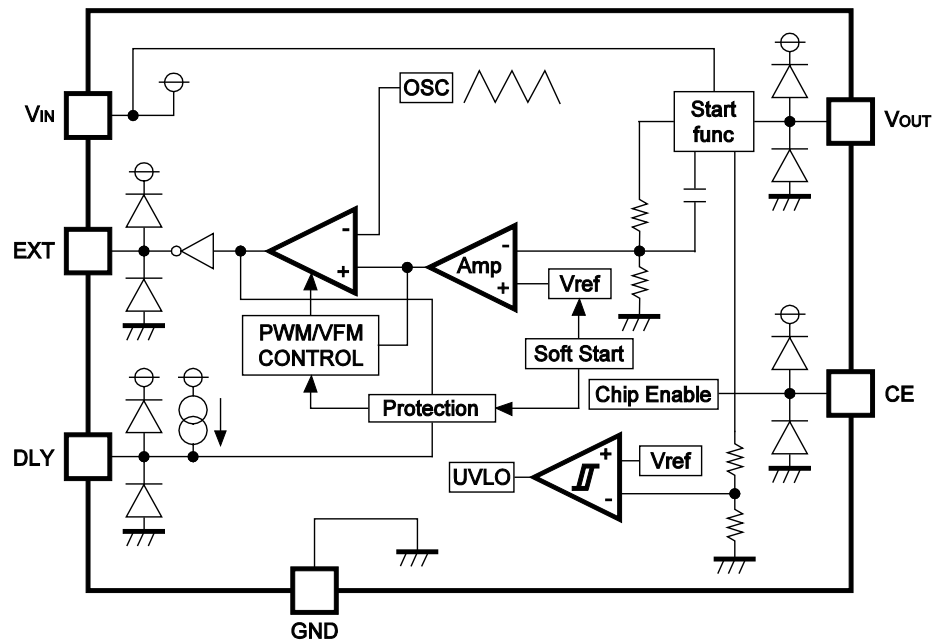 OSC
VIN
Start
func
VOUT
EXT
-
+
Amp
-
+
Vref
PWM/VFM
CONTROL
Soft Start
Chip Enable
CE
Protection
DLY
UVLO
+
-
Vref
GND